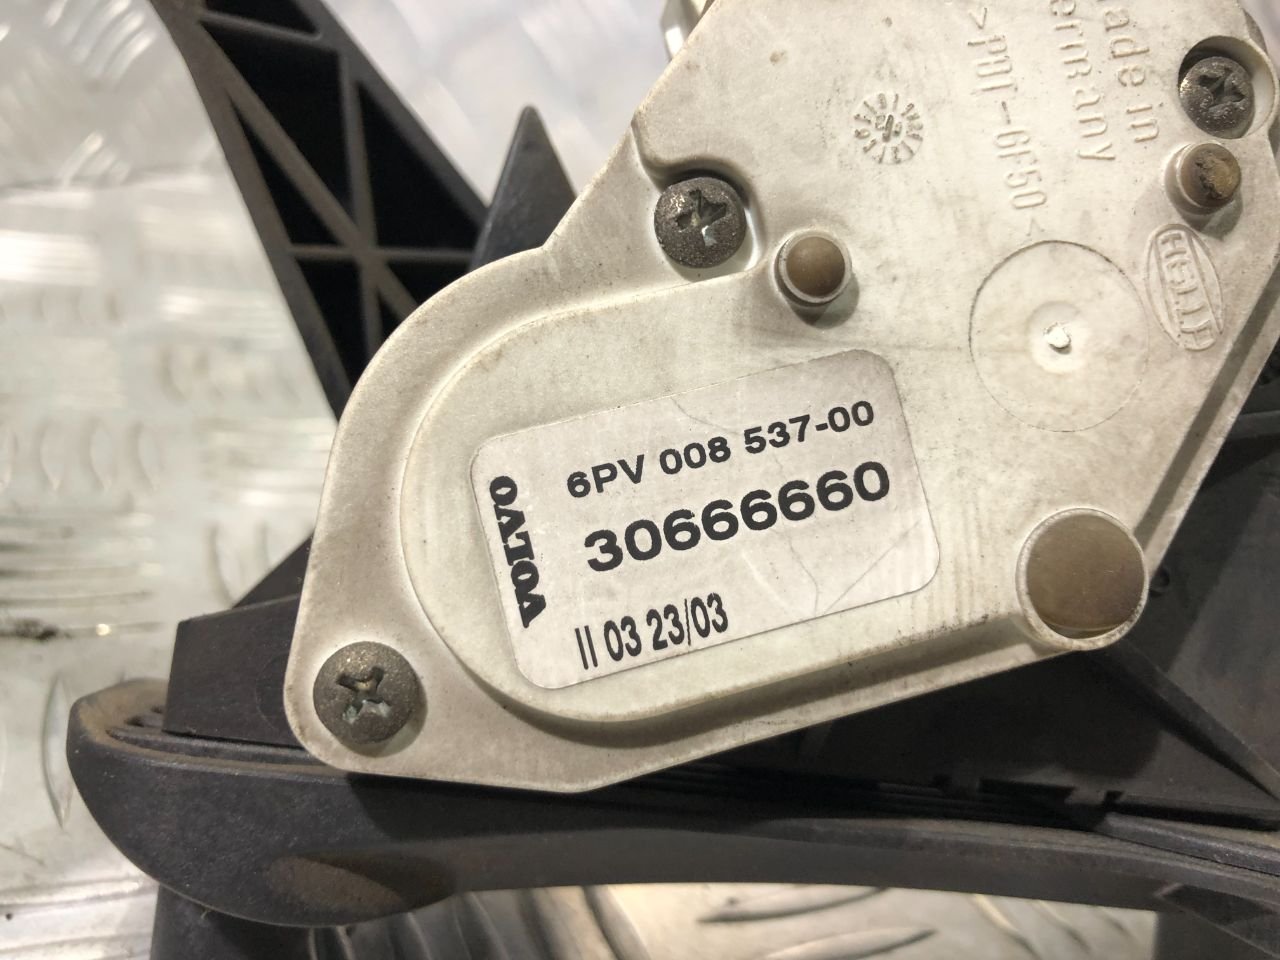 Made in
Germany
>PBT-GF50<
HELLA
6PV 008 537-00
30666660
VOLVO
II 03 23/03